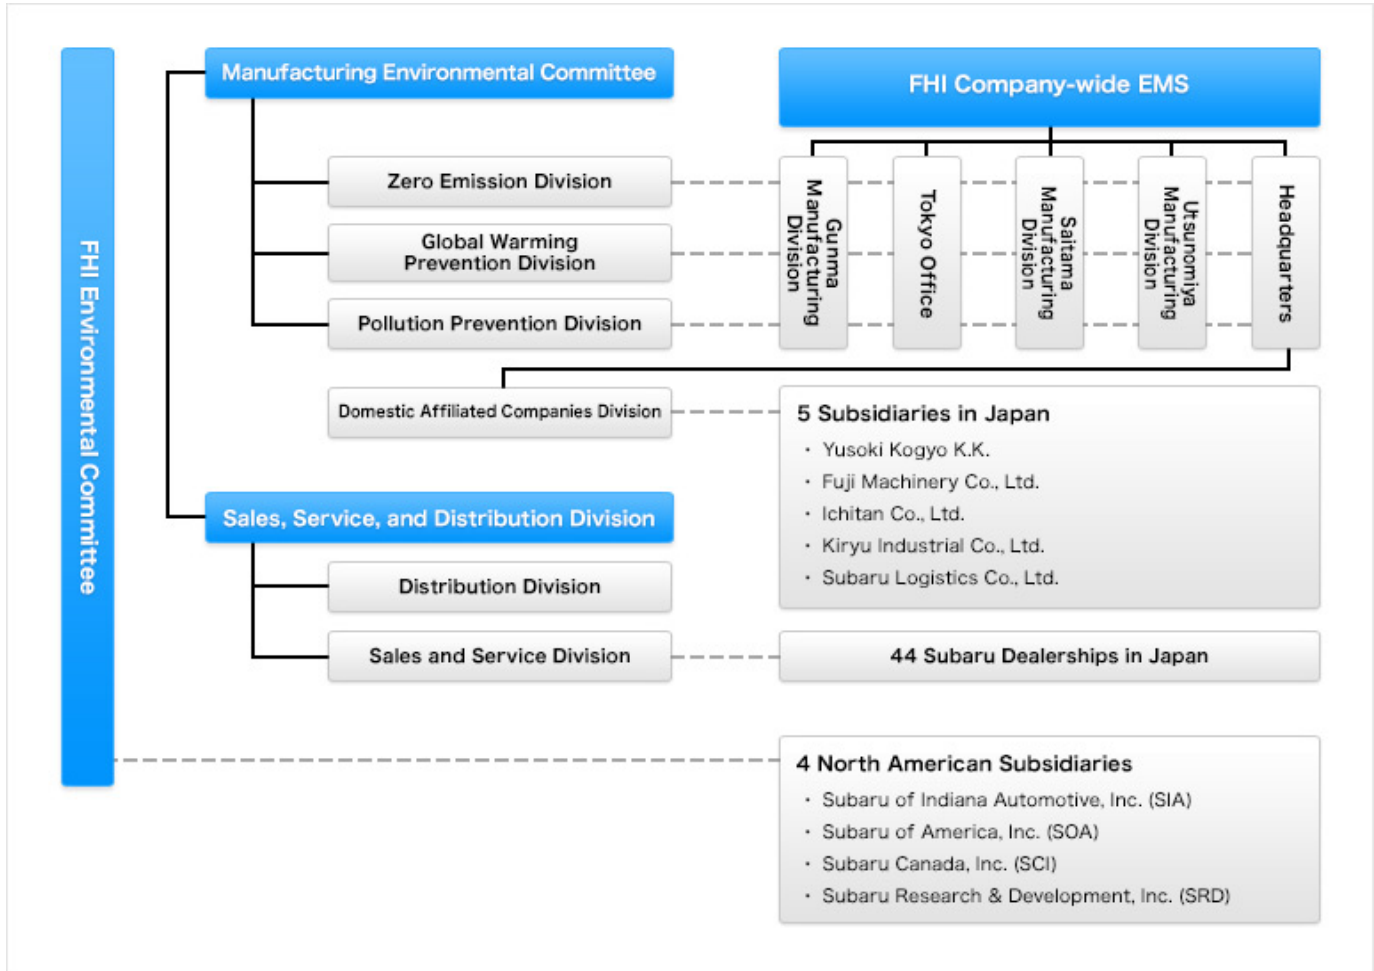 FHI Environmental Committee
Manufacturing Environmental Committee
Zero Emission Division
Global Warming
Prevention Division
Pollution Prevention Division
Domestic Affiliated Companies Division
Sales, Service, and Distribution Division
Distribution Division
Sales and Service Division
FHI Company-wide EMS
Gunma
Manufacturing
Division
Tokyo Office
Saitama
Manufacturing
Division
Utsunomiya
Manufacturing
Division
Headquarters
5 Subsidiaries in Japan
・ Yusoki Kogyo K.K.
・ Fuji Machinery Co., Ltd.
・ Ichitan Co., Ltd.
・ Kiryu Industrial Co., Ltd.
・ Subaru Logistics Co., Ltd.
44 Subaru Dealerships in Japan
4 North American Subsidiaries
・ Subaru of Indiana Automotive, Inc. (SIA)
・ Subaru of America, Inc. (SOA)
・ Subaru Canada, Inc. (SCI)
・ Subaru Research & Development, Inc. (SRD)